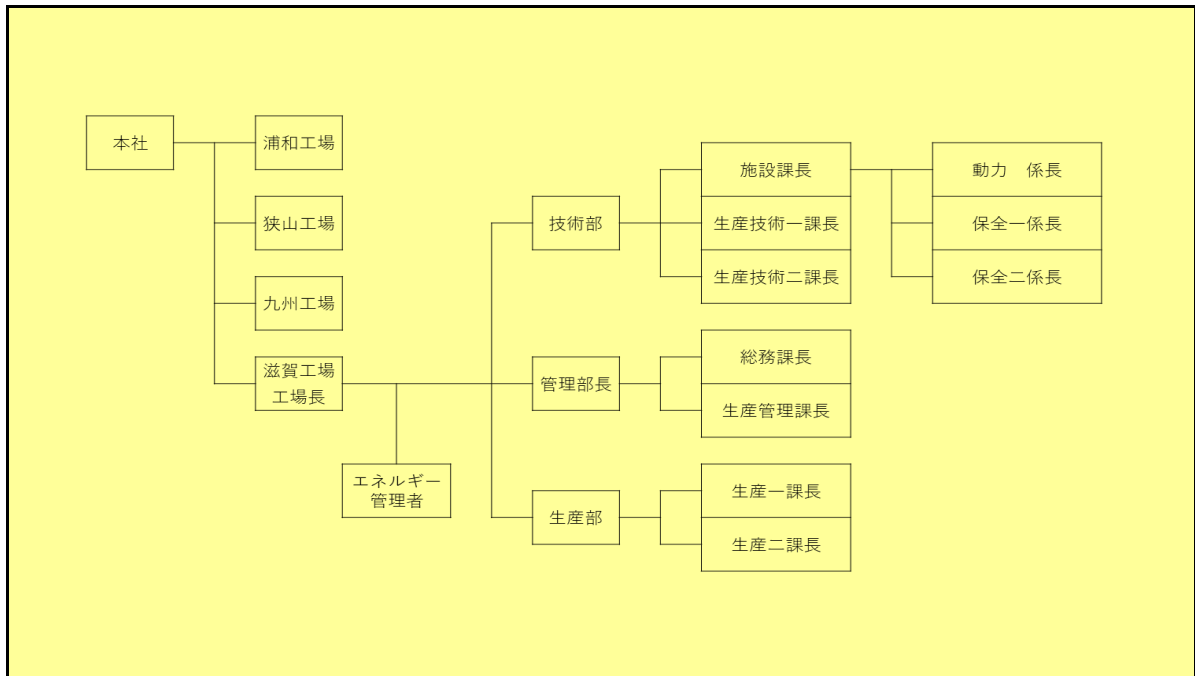 本社
浦和工場
狭山工場
九州工場
滋賀工場
工場長
エネルギー
管理者
技術部
管理部長
生産部
施設課長
生産技術一課長
生産技術二課長
総務課長
生産管理課長
生産一課長
生産二課長
動力　係長
保全一係長
保全二係長